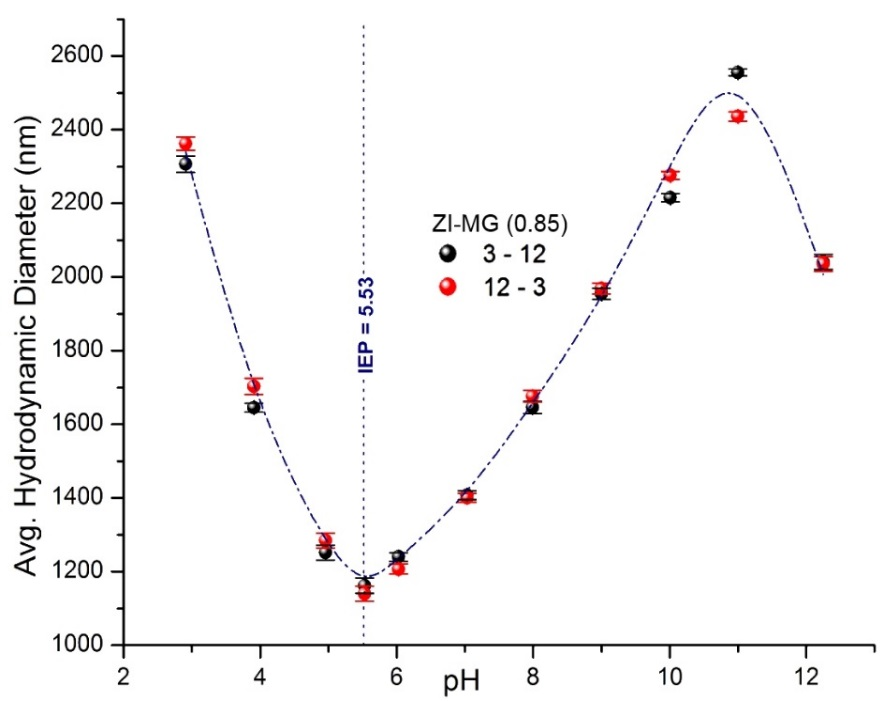 Avg. Hydrodynamic Diameter (nm)
2600
2400
2200
2000
1800
1600
1400
1200
1000
ZI-MG (0.85)
3 - 12
12 - 3
IEP = 5.53
2
4
6
8
10
12
pH